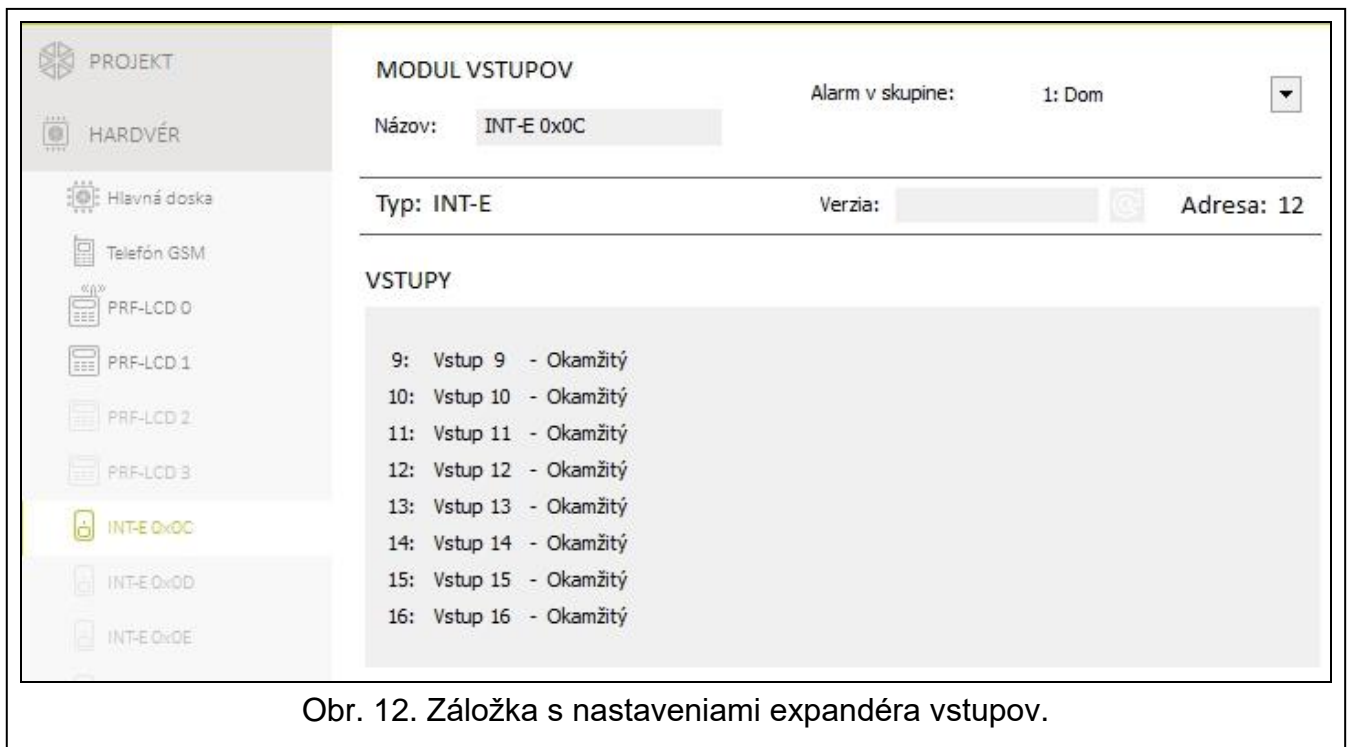 PROJEKT
HARDVÉR
Hlavná doska
Telefón GSM
PRF-LCD 0
PRF-LCD 1
PRF-LCD 2
PRF-LCD 3
INT-E 0x0C
INT-E 0x0D
INT-E 0x0E
MODUL VSTUPOV
Alarm v skupine: 1: Dom
Názov: INT-E 0x0C
Typ: INT-E Verzia: Adresa: 12
VSTUPY
9: Vstup 9 - Okamžitý
10: Vstup 10 - Okamžitý
11: Vstup 11 - Okamžitý
12: Vstup 12 - Okamžitý
13: Vstup 13 - Okamžitý
14: Vstup 14 - Okamžitý
15: Vstup 15 - Okamžitý
16: Vstup 16 - Okamžitý
Obr. 12. Záložka s nastaveniami expandéra vstupov.